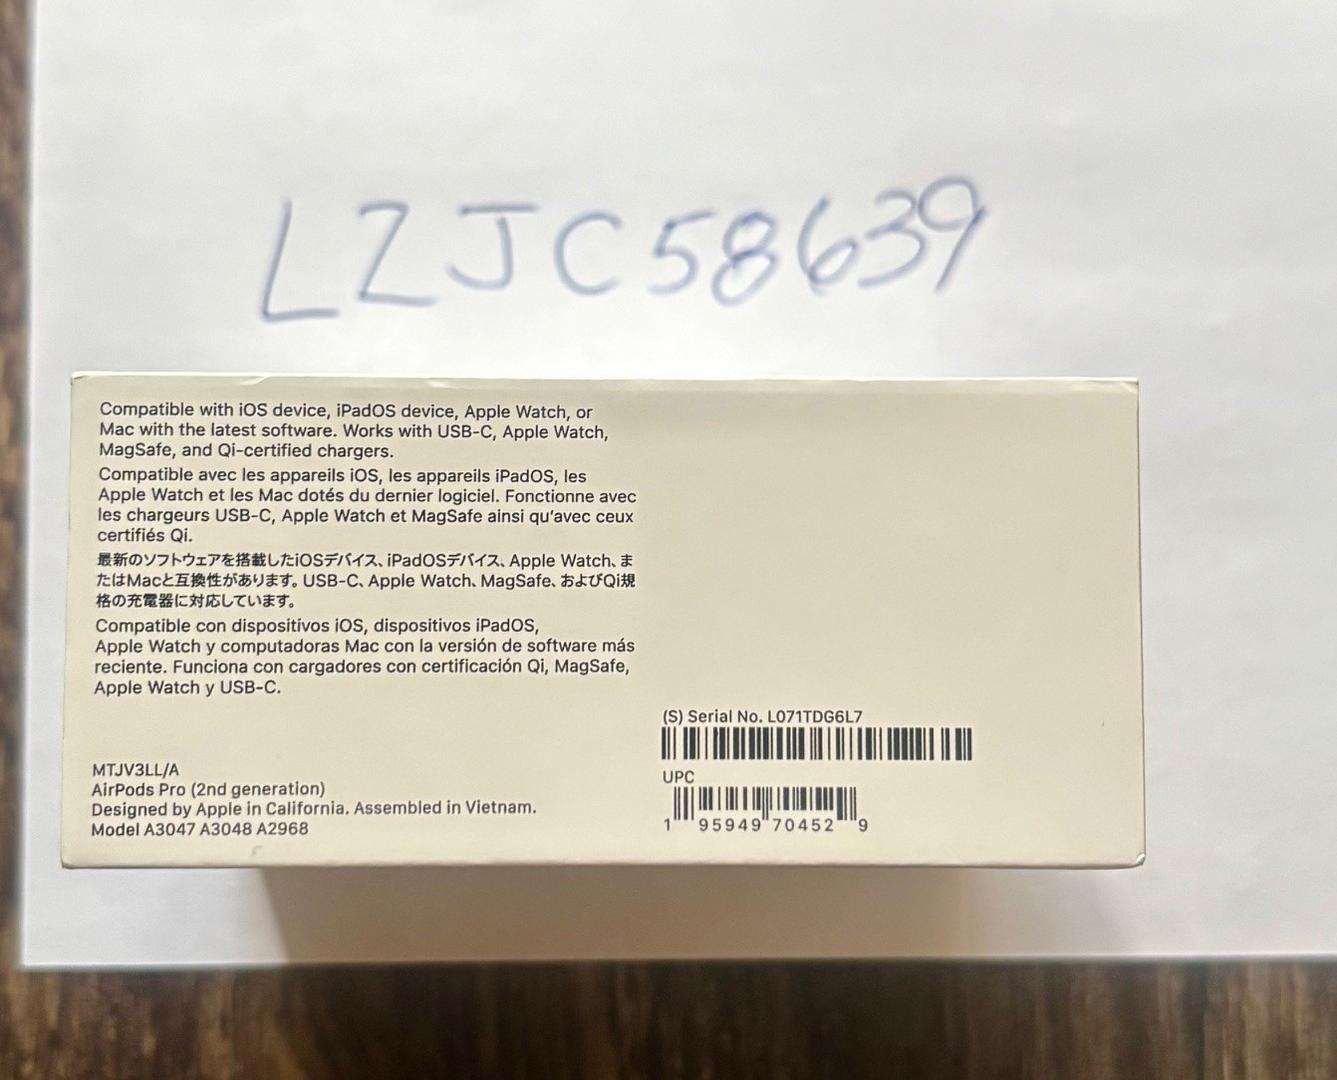 LZJC58639
Compatible with iOS device, iPadOS device, Apple Watch, or
Mac with the latest software. Works with USB-C, Apple Watch,
MagSafe, and Qi-certified chargers.
Compatible avec les appareils iOS, les appareils iPadOS, les
Apple Watch et les Mac dotés du dernier logiciel. Fonctionne avec
les chargeurs USB-C, Apple Watch et MagSafe ainsi qu'avec ceux
certifiés Qi.
最新のソフトウェアを搭載したiOSデバイス、iPadOSデバイス、Apple Watch、ま
たはMacと互換性があります。USB-C、Apple Watch、MagSafe、およびQi規
格の充電器に対応しています。
Compatible con dispositivos iOS, dispositivos iPadOS,
Apple Watch y computadoras Mac con la versión de software más
reciente. Funciona con cargadores con certificación Qi, MagSafe,
Apple Watch y USB-C.
MTJV3LL/A
AirPods Pro (2nd generation)
Designed by Apple in California. Assembled in Vietnam.
Model A3047 A3048 A2968
(S) Serial No. L071TDG6L7
UPC
1 95949 70452 9